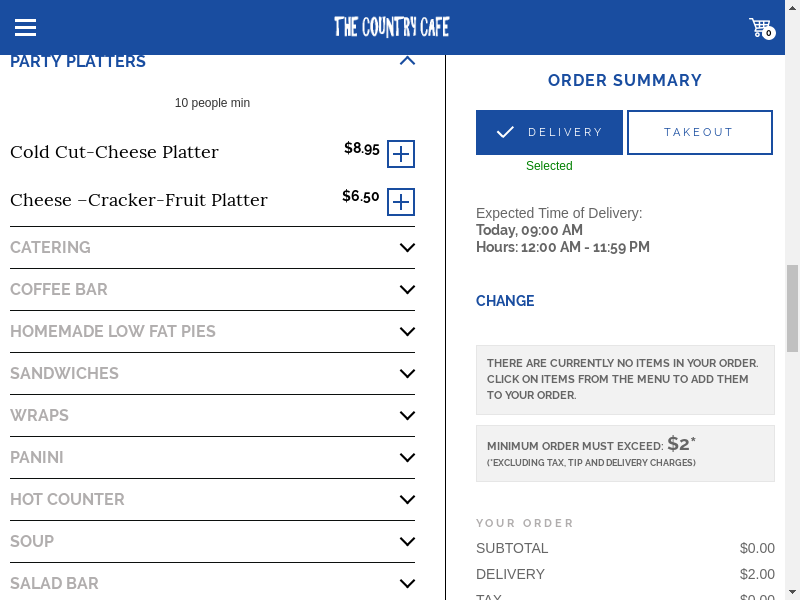 THE COUNTRY CAFE
0
PARTY PLATTERS
10 people min
Cold Cut-Cheese Platter $8.95
Cheese –Cracker-Fruit Platter $6.50
CATERING
COFFEE BAR
HOMEMADE LOW FAT PIES
SANDWICHES
WRAPS
PANINI
HOT COUNTER
SOUP
SALAD BAR
ORDER SUMMARY
DELIVERY TAKEOUT
Selected
Expected Time of Delivery:
Today, 09:00 AM
Hours: 12:00 AM - 11:59 PM
CHANGE
THERE ARE CURRENTLY NO ITEMS IN YOUR ORDER.
CLICK ON ITEMS FROM THE MENU TO ADD THEM
TO YOUR ORDER.
MINIMUM ORDER MUST EXCEED: $2*
(*EXCLUDING TAX, TIP AND DELIVERY CHARGES)
YOUR ORDER
SUBTOTAL $0.00
DELIVERY $2.00
TAX $0.00